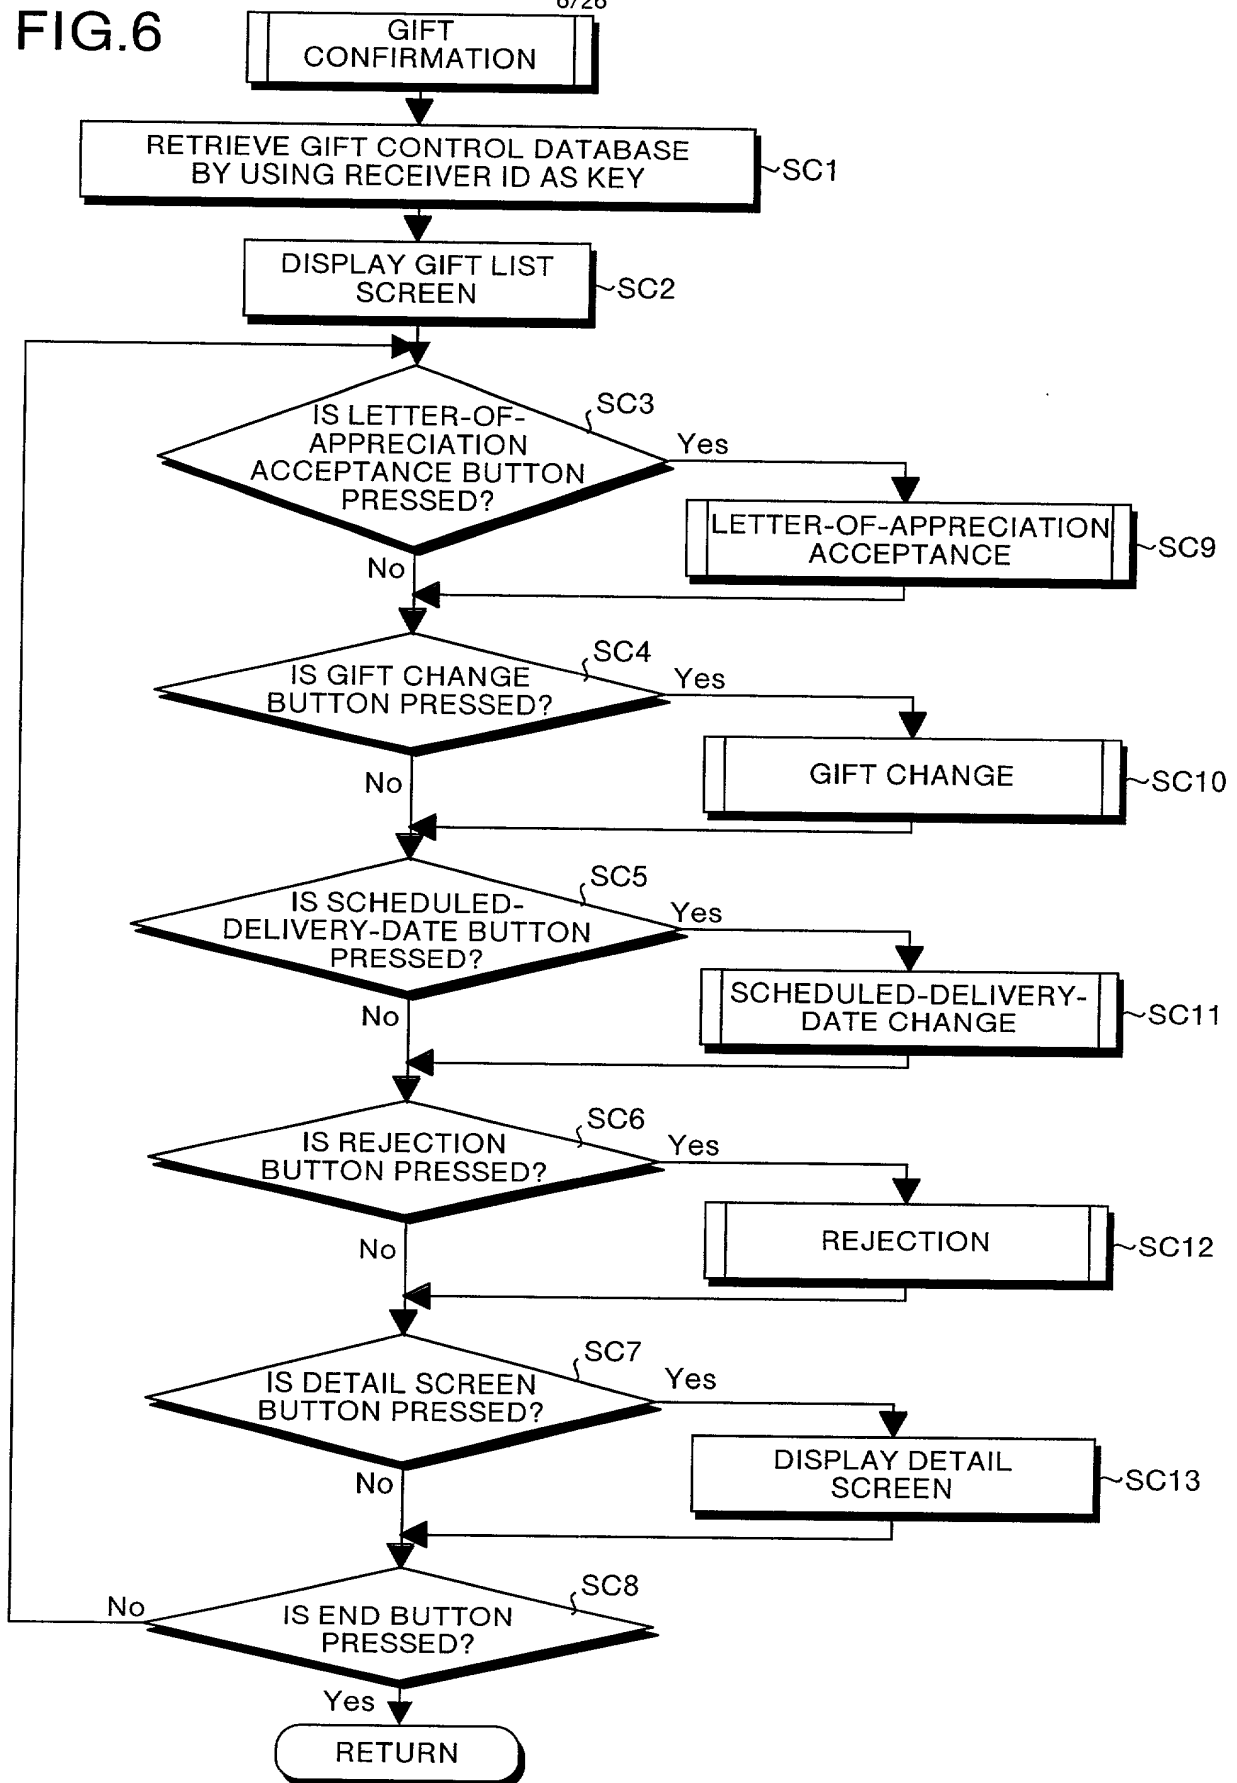 6/26
FIG.6
GIFT
CONFIRMATION
RETRIEVE GIFT CONTROL DATABASE
BY USING RECEIVER ID AS KEY
SC1
DISPLAY GIFT LIST
SCREEN
SC2
IS LETTER-OF-
APPRECIATION
ACCEPTANCE BUTTON
PRESSED?
SC3
Yes
No
LETTER-OF-APPRECIATION
ACCEPTANCE
SC9
IS GIFT CHANGE
BUTTON PRESSED?
SC4
Yes
No
GIFT CHANGE
SC10
IS SCHEDULED-
DELIVERY-DATE BUTTON
PRESSED?
SC5
Yes
No
SCHEDULED-DELIVERY-
DATE CHANGE
SC11
IS REJECTION
BUTTON PRESSED?
SC6
Yes
No
REJECTION
SC12
IS DETAIL SCREEN
BUTTON PRESSED?
SC7
Yes
No
DISPLAY DETAIL
SCREEN
SC13
IS END BUTTON
PRESSED?
SC8
No
Yes
RETURN